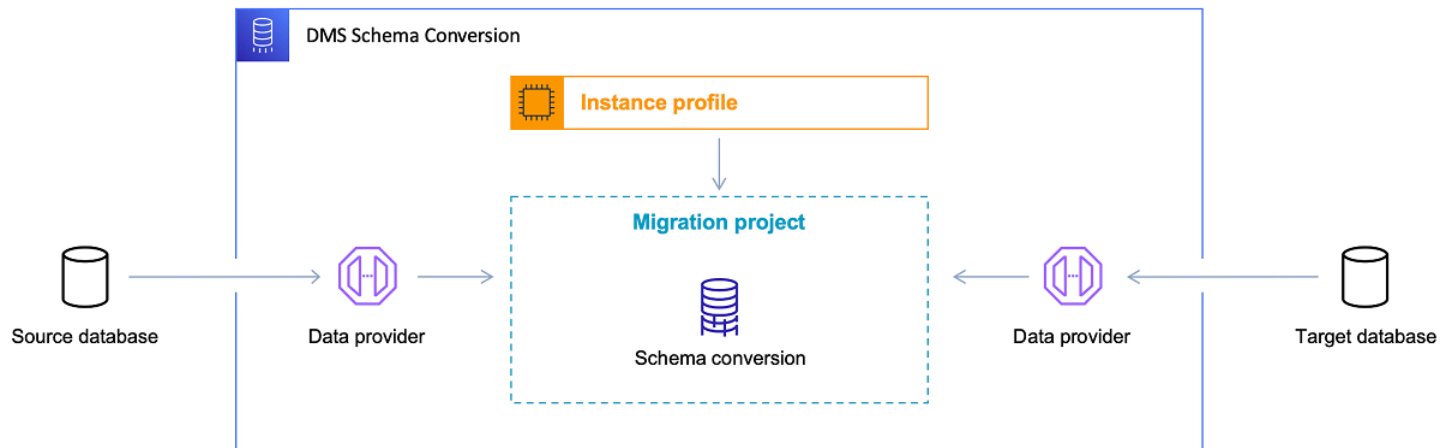 DMS Schema Conversion
Instance profile
Migration project
Source database
Data provider
Schema conversion
Data provider
Target database